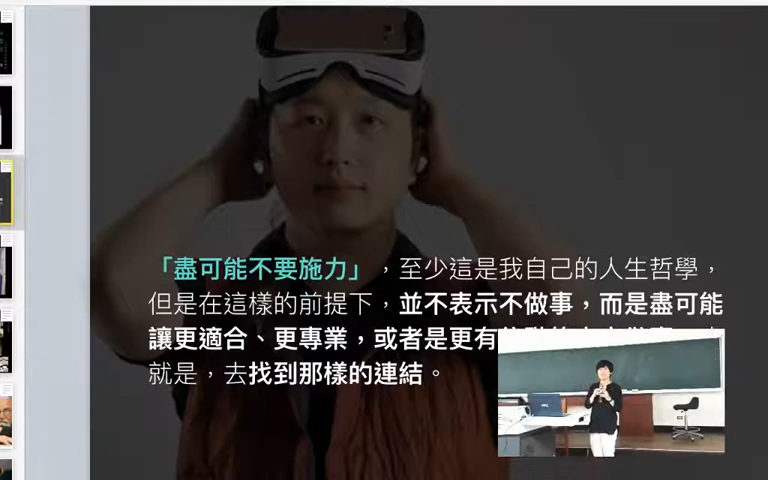 「盡可能不要施力」，至少這是我自己的人生哲學，
但是在這樣的前提下，並不表示不做事，而是盡可能
讓更適合、更專業，或者是更有
就是，去找到那樣的連結。